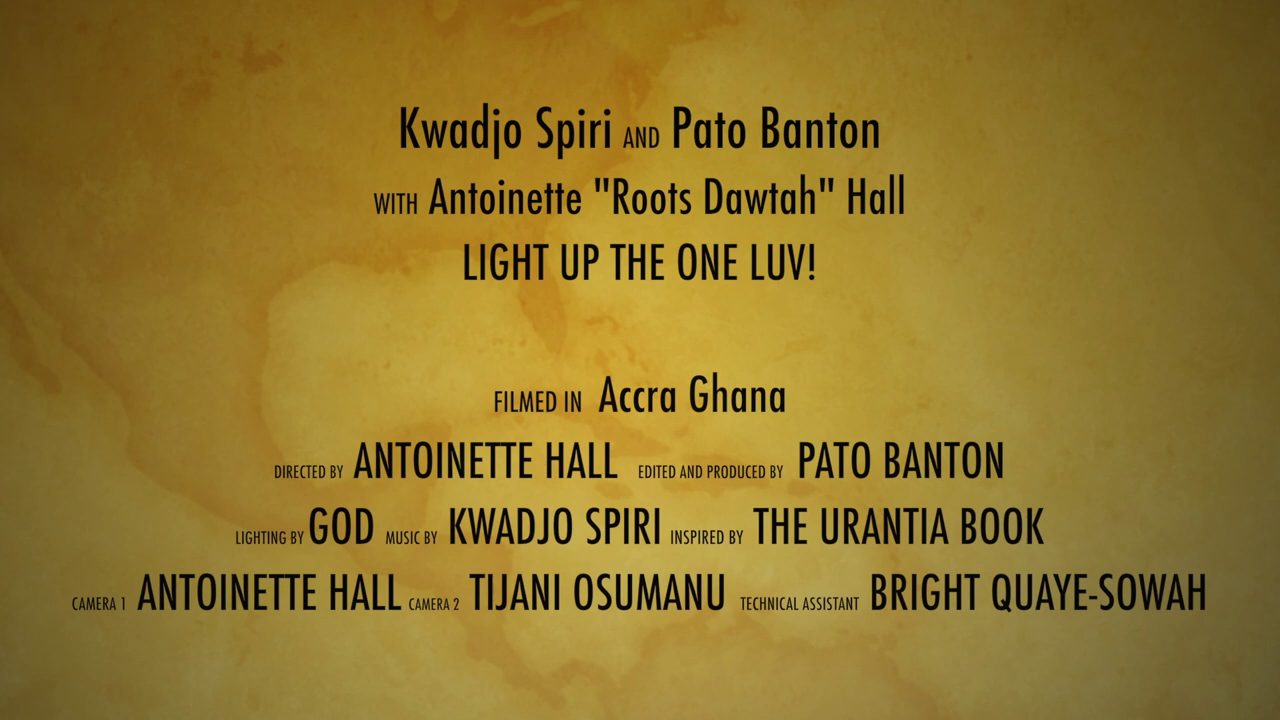 Kwadjo Spiri AND Pato Banton
WITH Antoinette "Roots Dawtah" Hall
LIGHT UP THE ONE LUV!
FILMED IN Accra Ghana
DIRECTED BY ANTOINETTE HALL EDITED AND PRODUCED BY PATO BANTON
LIGHTING BY GOD MUSIC BY KWADJO SPIRI INSPIRED BY THE URANTIA BOOK
CAMERA 1 ANTOINETTE HALL CAMERA 2 TIJANI OSUMANU TECHNICAL ASSISTANT BRIGHT QUAYE-SOWAH